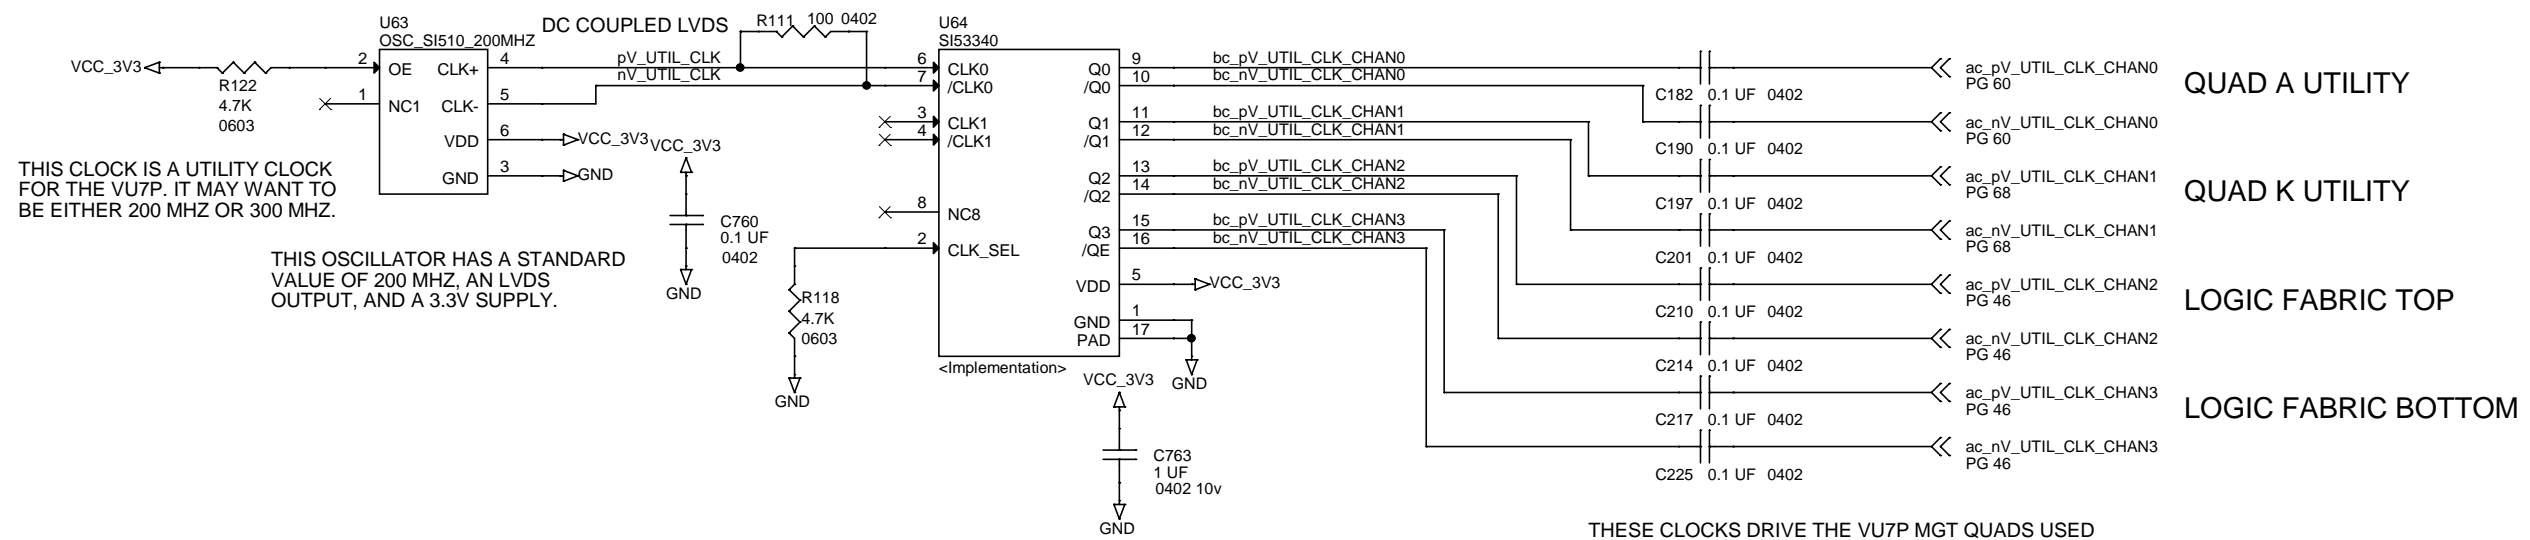 U63
OSC_SI510_200MHZ
DC COUPLED LVDS
R111 100 0402
U64
SI53340
VCC_3V3
R122
4.7K
0603
2 OE CLK+ 4
1 NC1 CLK- 5
VDD 6 VCC_3V3
GND 3 GND
pV_UTIL_CLK
nV_UTIL_CLK
THIS CLOCK IS A UTILITY CLOCK
FOR THE VU7P. IT MAY WANT TO
BE EITHER 200 MHZ OR 300 MHZ.
THIS OSCILLATOR HAS A STANDARD
VALUE OF 200 MHZ, AN LVDS
OUTPUT, AND A 3.3V SUPPLY.
VCC_3V3
C760
0.1 UF
0402
GND
R118
4.7K
0603
GND
6 CLK0
7 /CLK0
3 CLK1
4 /CLK1
8 NC8
2 CLK_SEL
Q0 9 bc_pV_UTIL_CLK_CHAN0
/Q0 10 bc_nV_UTIL_CLK_CHAN0
Q1 11 bc_pV_UTIL_CLK_CHAN1
/Q1 12 bc_nV_UTIL_CLK_CHAN1
Q2 13 bc_pV_UTIL_CLK_CHAN2
/Q2 14 bc_nV_UTIL_CLK_CHAN2
Q3 15 bc_pV_UTIL_CLK_CHAN3
/QE 16 bc_nV_UTIL_CLK_CHAN3
VDD 5 VCC_3V3
GND 1
PAD 17
GND
<Implementation>
VCC_3V3
C763
1 UF
0402 10v
GND
C182 0.1 UF 0402
C190 0.1 UF 0402
C197 0.1 UF 0402
C201 0.1 UF 0402
C210 0.1 UF 0402
C214 0.1 UF 0402
C217 0.1 UF 0402
C225 0.1 UF 0402
ac_pV_UTIL_CLK_CHAN0
PG 60
ac_nV_UTIL_CLK_CHAN0
PG 60
ac_pV_UTIL_CLK_CHAN1
PG 68
ac_nV_UTIL_CLK_CHAN1
PG 68
ac_pV_UTIL_CLK_CHAN2
PG 46
ac_nV_UTIL_CLK_CHAN2
PG 46
ac_pV_UTIL_CLK_CHAN3
PG 46
ac_nV_UTIL_CLK_CHAN3
PG 46
QUAD A UTILITY
QUAD K UTILITY
LOGIC FABRIC TOP
LOGIC FABRIC BOTTOM
THESE CLOCKS DRIVE THE VU7P MGT QUADS USED